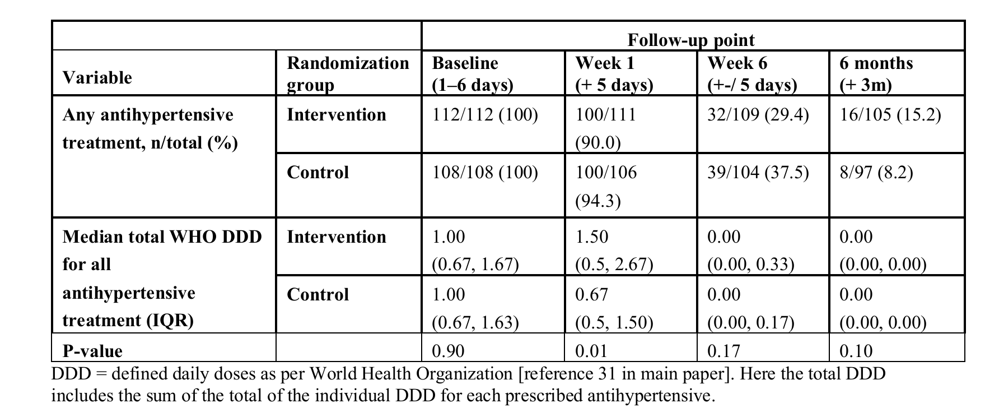 Follow-up point
Variable
Randomization
group
Baseline
(1–6 days)
Week 1
(+ 5 days)
Week 6
(+-/ 5 days)
6 months
(+ 3m)
Any antihypertensive
treatment, n/total (%)
Intervention
112/112 (100)
100/111
(90.0)
32/109 (29.4)
16/105 (15.2)
Control
108/108 (100)
100/106
(94.3)
39/104 (37.5)
8/97 (8.2)
Median total WHO DDD
for all
antihypertensive
treatment (IQR)
Intervention
1.00
(0.67, 1.67)
1.50
(0.5, 2.67)
0.00
(0.00, 0.33)
0.00
(0.00, 0.00)
Control
1.00
(0.67, 1.63)
0.67
(0.5, 1.50)
0.00
(0.00, 0.17)
0.00
(0.00, 0.00)
P-value
0.90
0.01
0.17
0.10
DDD = defined daily doses as per World Health Organization [reference 31 in main paper]. Here the total DDD
includes the sum of the total of the individual DDD for each prescribed antihypertensive.